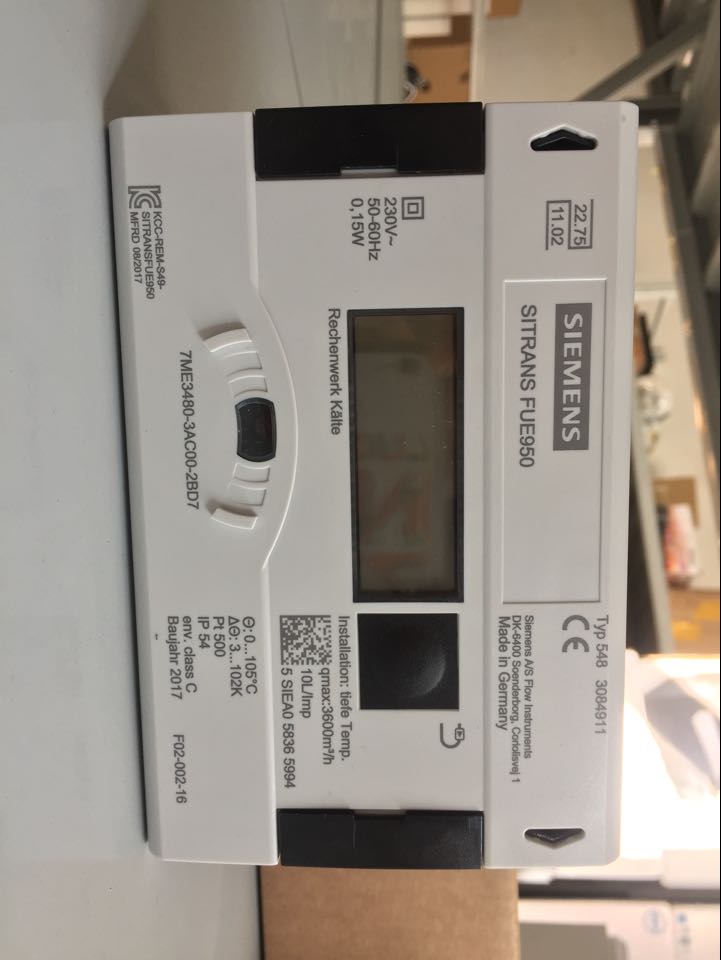 22.75
11.02
SIEMENS
SITRANS FUE950
Typ 548 3084911
CE
Siemens A/S Flow Instruments
DK-6400 Soenderborg, Coriolisvej 1
Made in Germany
230V~
50-60Hz
0,15W
Rechenwerk Kälte
Installation: tiefe Temp.
qmax:3600m³/h
10L/Imp
5 SIEA0 5836 5994
KCC-REM-S49-
SITRANSFUE950
MFRD 08/2017
7ME3480-3AC00-2BD7
Θ: 0...105°C
ΔΘ: 3...102K
Pt 500
IP 54
env. class C
Baujahr 2017
F02-002-16